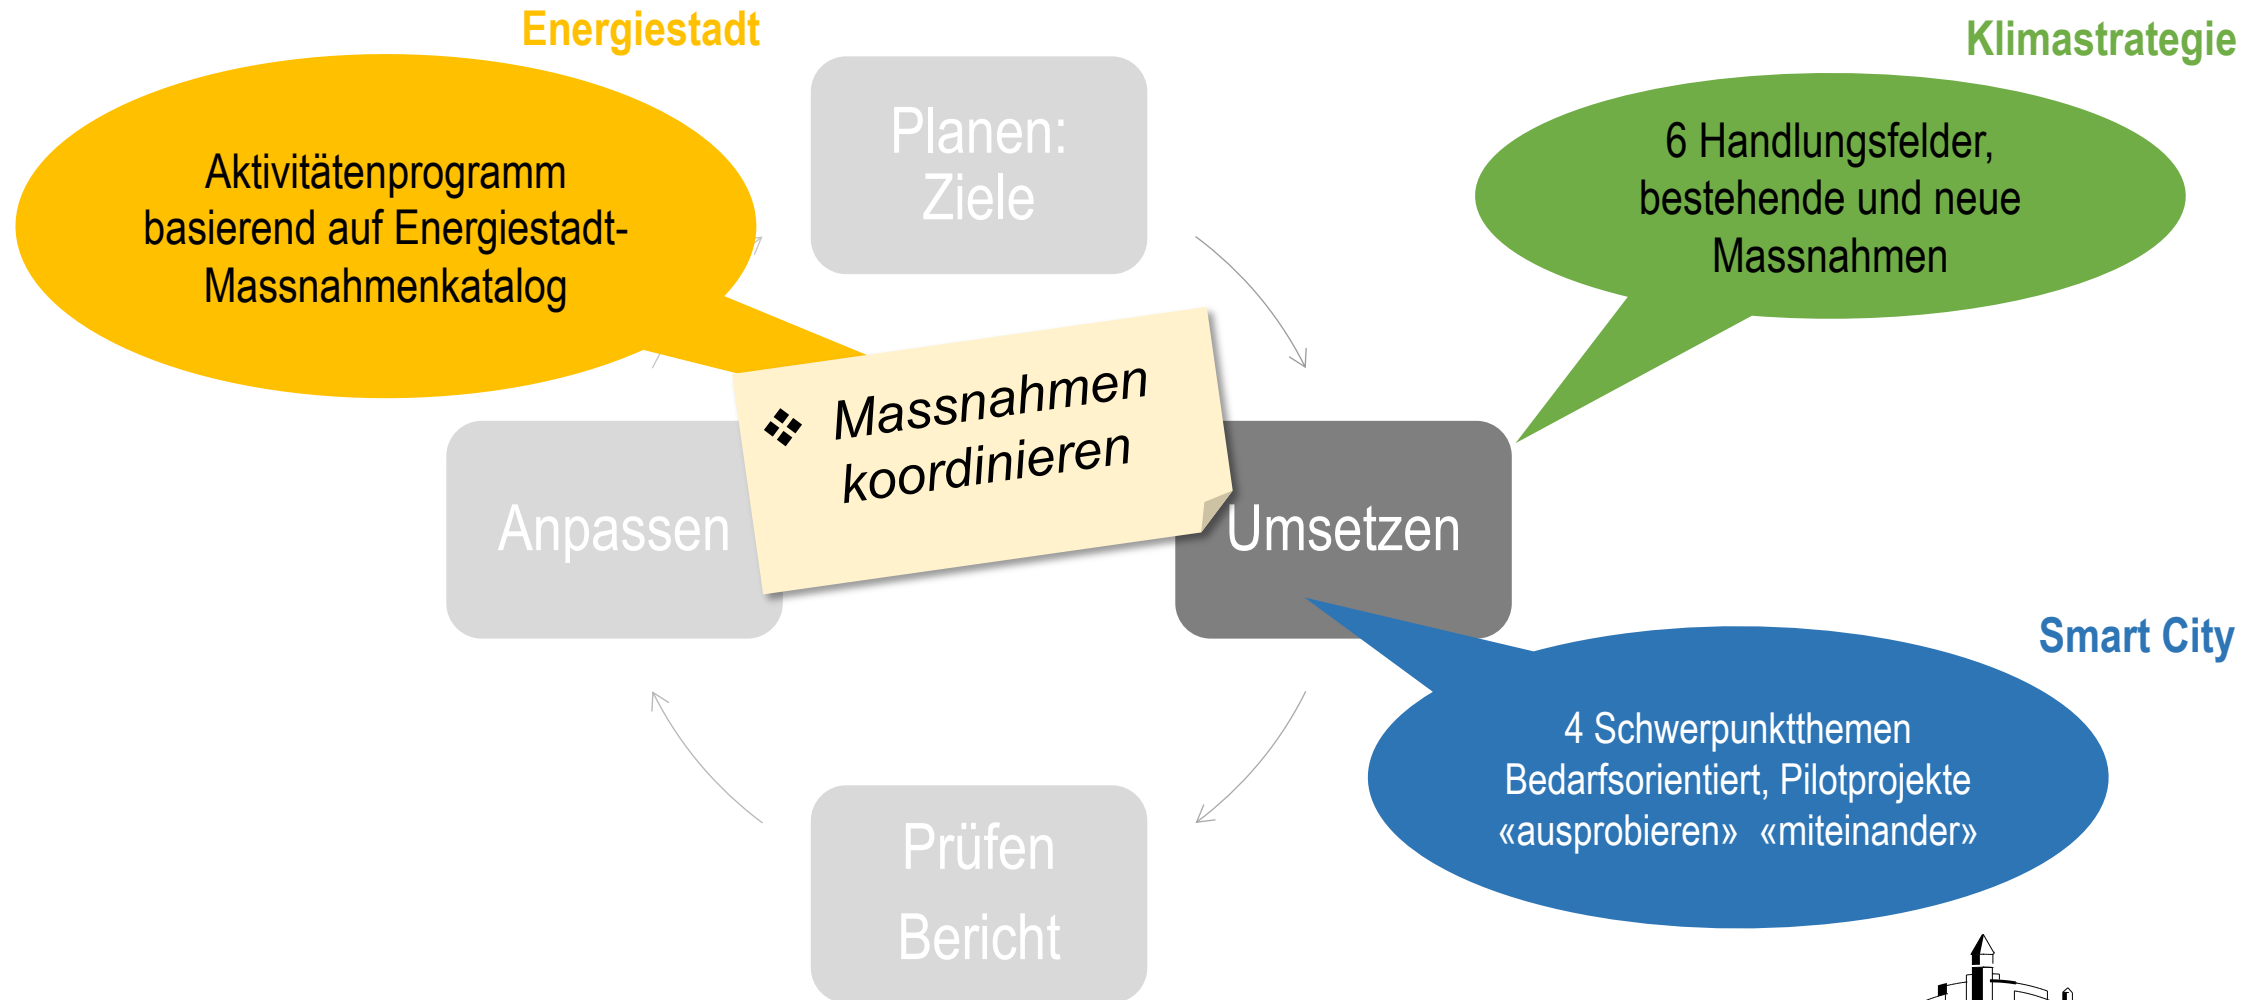 Energiestadt
Klimastrategie
Aktivitätenprogramm
basierend auf Energiestadt-
Massnahmenkatalog
Planen:
Ziele
6 Handlungsfelder,
bestehende und neue
Massnahmen
❖ Massnahmen
koordinieren
Anpassen
Umsetzen
Smart City
4 Schwerpunktthemen
Bedarfsorientiert, Pilotprojekte
«ausprobieren» «miteinander»
Prüfen
Bericht